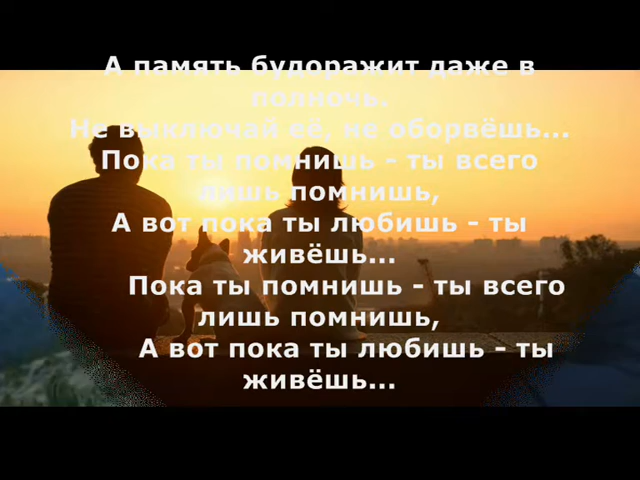 А память будоражит даже в
полночь.
Не выключай её, не оборвёшь...
Пока ты помнишь - ты всего
лишь помнишь,
А вот пока ты любишь - ты
живёшь...
Пока ты помнишь - ты всего
лишь помнишь,
А вот пока ты любишь - ты
живёшь...